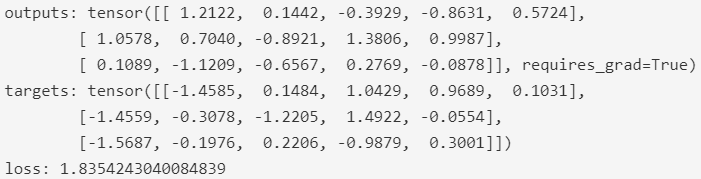 outputs: tensor([[ 1.2122,  0.1442, -0.3929, -0.8631,  0.5724],
        [ 1.0578,  0.7040, -0.8921,  1.3806,  0.9987],
        [ 0.1089, -1.1209, -0.6567,  0.2769, -0.0878]], requires_grad=True)
targets: tensor([[-1.4585,  0.1484,  1.0429,  0.9689,  0.1031],
        [-1.4559, -0.3078, -1.2205,  1.4922, -0.0554],
        [-1.5687, -0.1976,  0.2206, -0.9879,  0.3001]])
loss: 1.8354243040084839